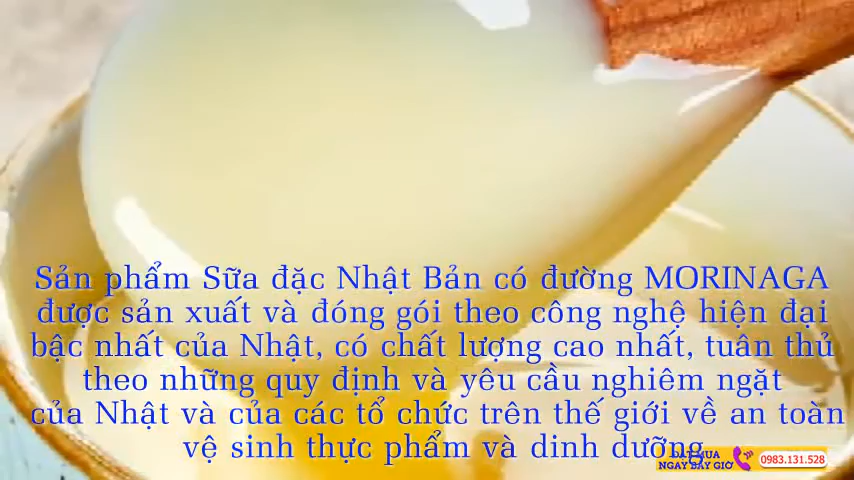 Sản phẩm Sữa đặc Nhật Bản có đường MORINAGA
được sản xuất và đóng gói theo công nghệ hiện đại
bậc nhất của Nhật, có chất lượng cao nhất, tuân thủ
theo những quy định và yêu cầu nghiêm ngặt
của Nhật và của các tổ chức trên thế giới về an toàn
vệ sinh thực phẩm và dinh dưỡng
ĐẶT MUA
NGAY BÂY GIỜ
0983.131.528